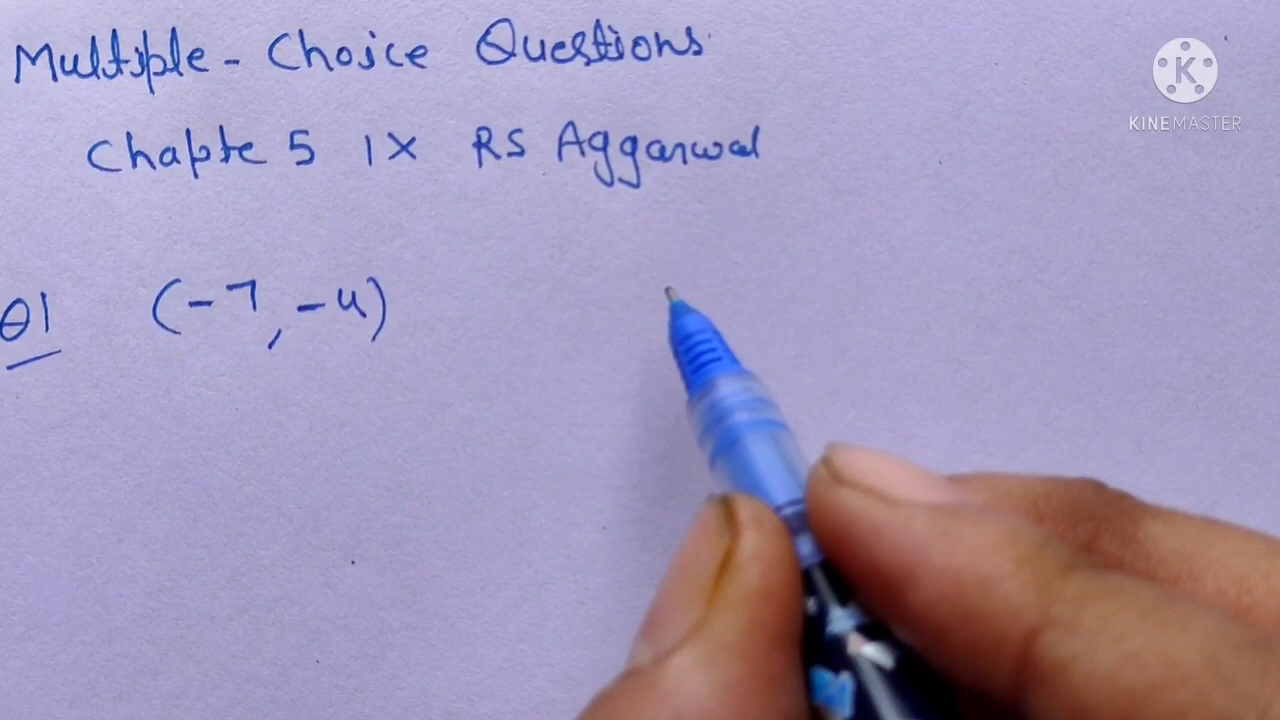 Multiple - Choice Questions
K
KINEMASTER
Chapte 5 IX RS Aggarwal
Q1 (-7, -4)